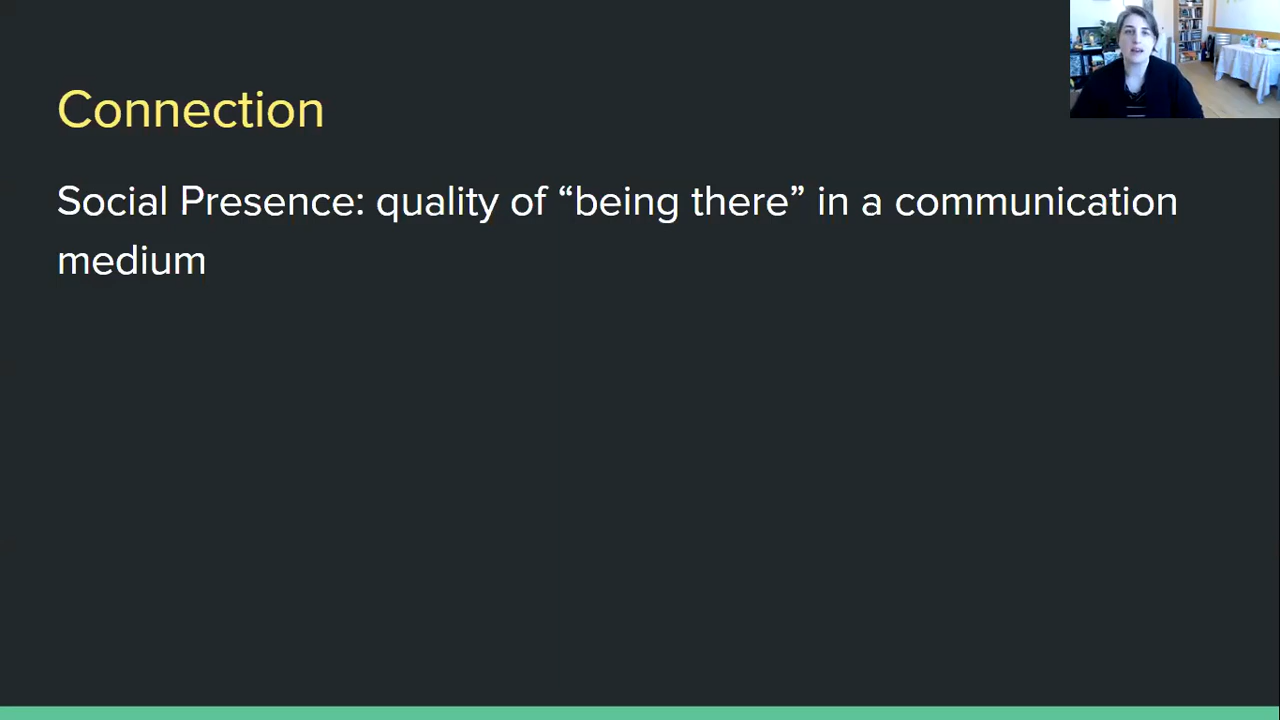 Connection
Social Presence: quality of “being there” in a communication
medium